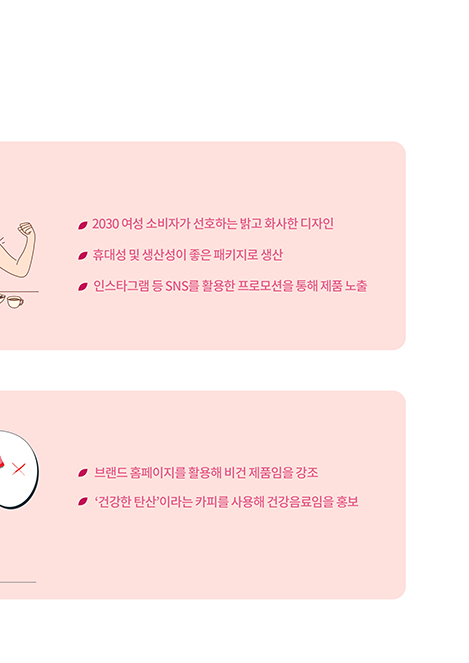 2030 여성 소비자가 선호하는 밝고 화사한 디자인
휴대성 및 생산성이 좋은 패키지로 생산
인스타그램 등 SNS를 활용한 프로모션을 통해 제품 노출
브랜드 홈페이지를 활용해 비건 제품임을 강조
‘건강한 탄산’이라는 카피를 사용해 건강음료임을 홍보